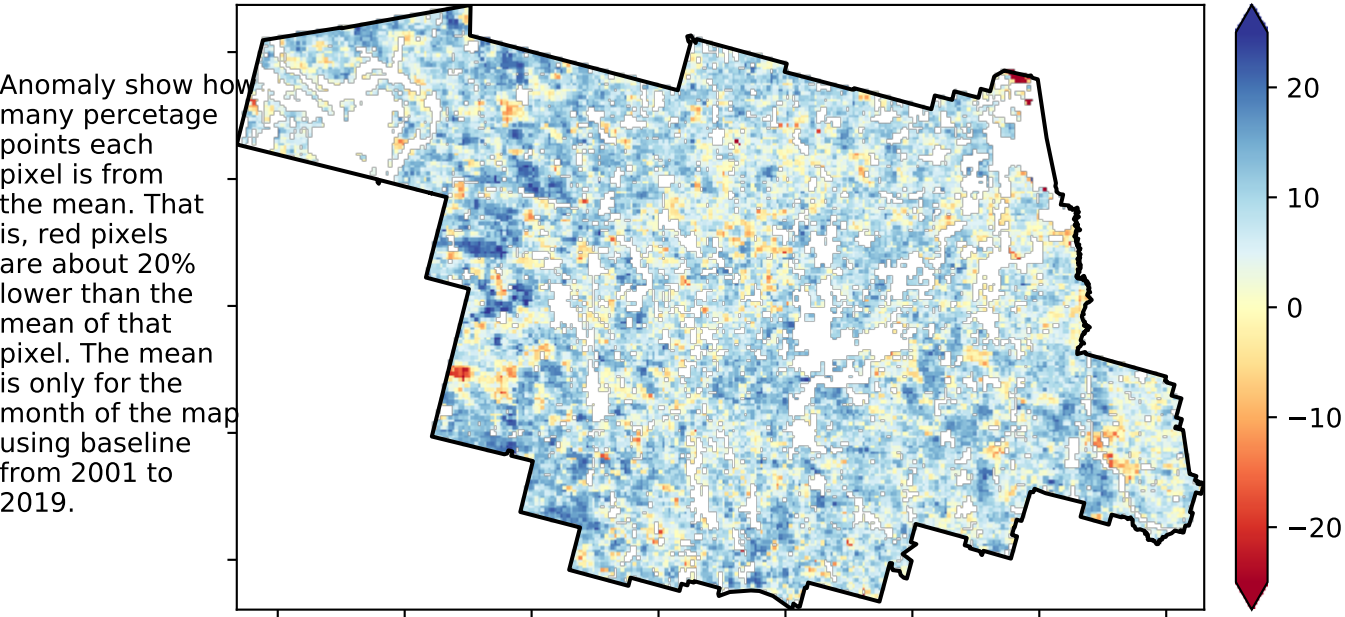 Anomaly show how
many percetage
points each
pixel is from
the mean. That
is, red pixels
are about 20%
lower than the
mean of that
pixel. The mean
is only for the
month of the map
using baseline
from 2001 to
2019.
20
10
0
−10
−20